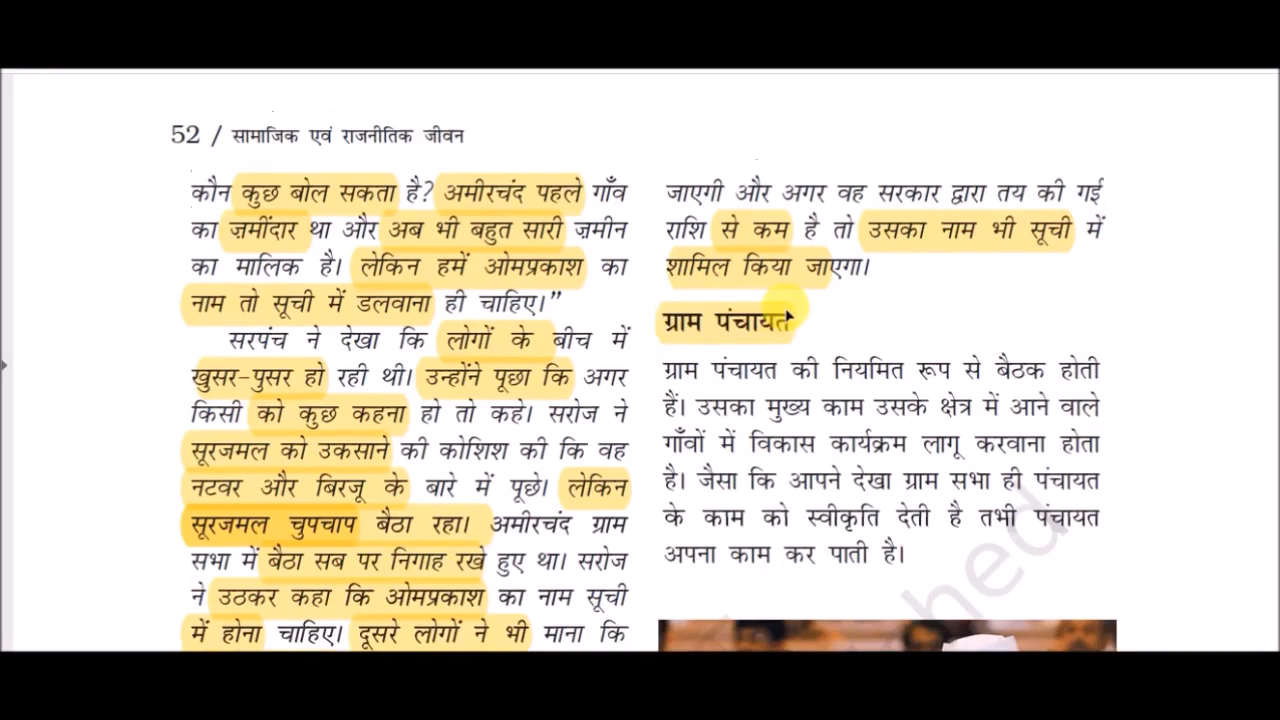 52 / सामाजिक एवं राजनीतिक जीवन
कौन कुछ बोल सकता है? अमीरचंद पहले गाँव
का ज़मींदार था और अब भी बहुत सारी ज़मीन
का मालिक है। लेकिन हमें ओमप्रकाश का
नाम तो सूची में डलवाना ही चाहिए।”
सरपंच ने देखा कि लोगों के बीच में
खुसर-पुसर हो रही थी। उन्होंने पूछा कि अगर
किसी को कुछ कहना हो तो कहे। सरोज ने
सूरजमल को उकसाने की कोशिश की कि वह
नटवर और बिरजू के बारे में पूछे। लेकिन
सूरजमल चुपचाप बैठा रहा। अमीरचंद ग्राम
सभा में बैठा सब पर निगाह रखे हुए था। सरोज
ने उठकर कहा कि ओमप्रकाश का नाम सूची
में होना चाहिए। दूसरे लोगों ने भी माना कि
जाएगी और अगर वह सरकार द्वारा तय की गई
राशि से कम है तो उसका नाम भी सूची में
शामिल किया जाएगा।
ग्राम पंचायत
ग्राम पंचायत की नियमित रूप से बैठक होती
हैं। उसका मुख्य काम उसके क्षेत्र में आने वाले
गाँवों में विकास कार्यक्रम लागू करवाना होता
है। जैसा कि आपने देखा ग्राम सभा ही पंचायत
के काम को स्वीकृति देती है तभी पंचायत
अपना काम कर पाती है।
hed